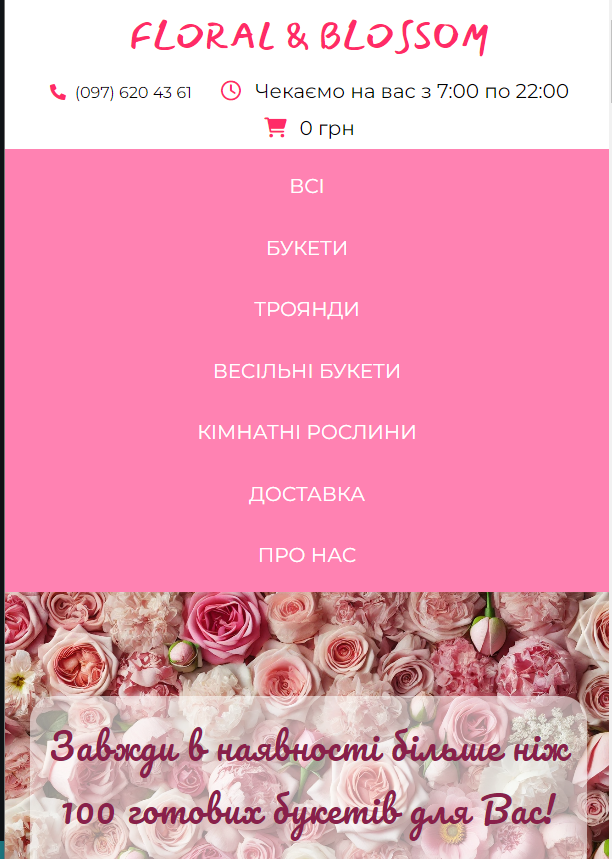 FLORAL & BLOSSOM
(097) 620 43 61 Чекаємо на вас з 7:00 по 22:00
0 грн
ВСІ
БУКЕТИ
ТРОЯНДИ
ВЕСІЛЬНІ БУКЕТИ
КІМНАТНІ РОСЛИНИ
ДОСТАВКА
ПРО НАС
Завжди в наявності більше ніж
100 готових букетів для Вас!